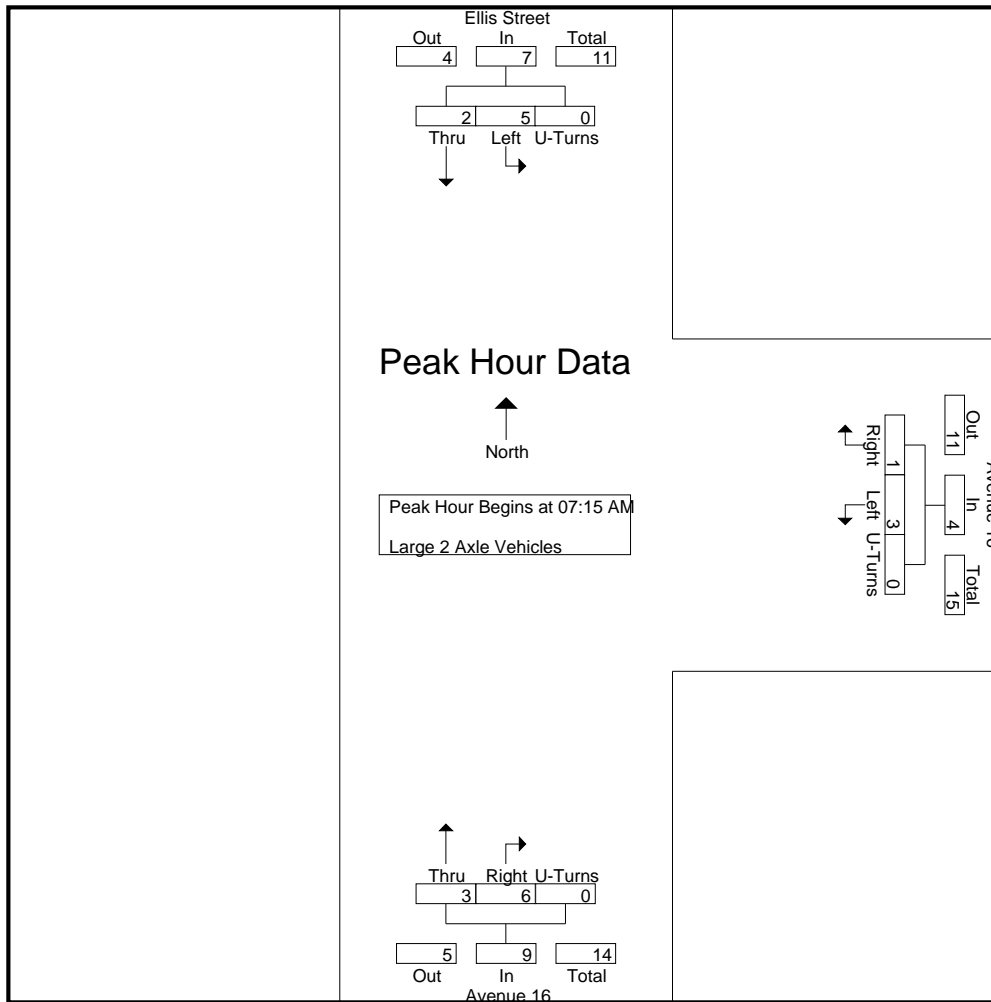 Ellis Street
Out In Total
4 7 11
2 5 0
Thru Left U-Turns
Peak Hour Data
North
Peak Hour Begins at 07:15 AM
Large 2 Axle Vehicles
Right Left U-Turns
1 3 0
Out In Total
11 4 15
Avenue
Thru Right U-Turns
3 6 0
5 9 14
Out In Total
Avenue 16